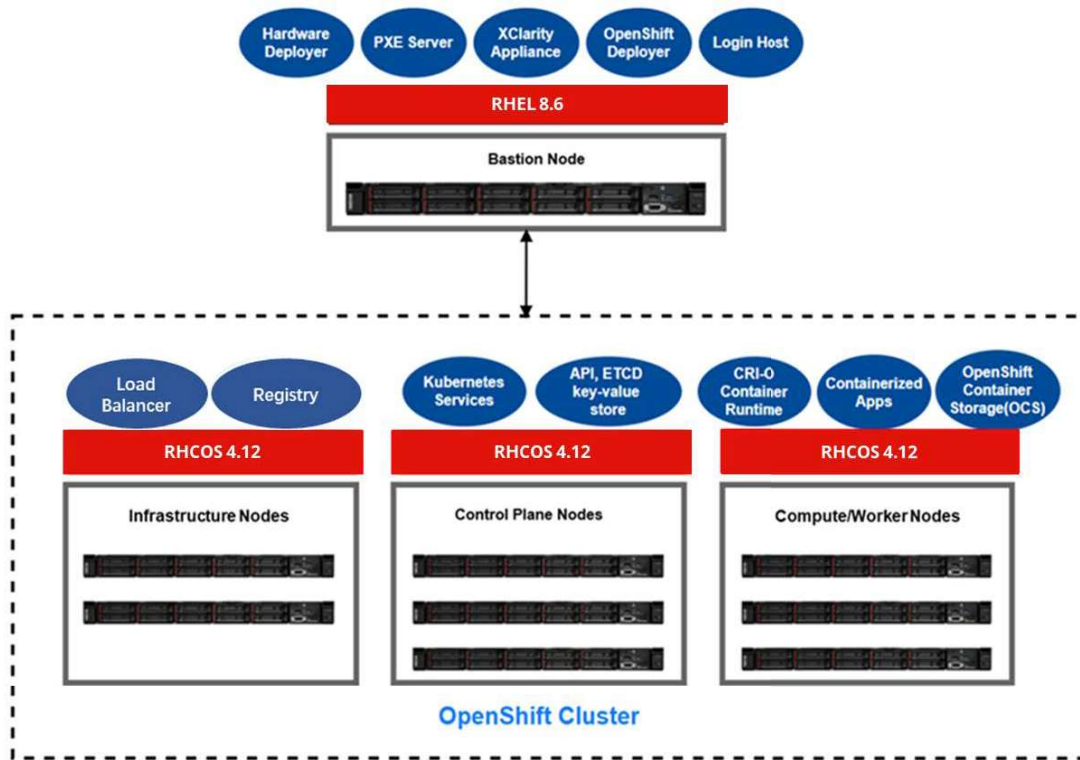 Hardware
Deployer
PXE Server
XClarity
Appliance
OpenShift
Deployer
Login Host
RHEL 8.6
Bastion Node
Load
Balancer
Registry
Kubernetes
Services
API, ETCD
key-value
store
CRI-O
Container
Runtime
Containerized
Apps
OpenShift
Container
Storage(OCS)
RHCOS 4.12
RHCOS 4.12
RHCOS 4.12
Infrastructure Nodes
Control Plane Nodes
Compute/Worker Nodes
OpenShift Cluster